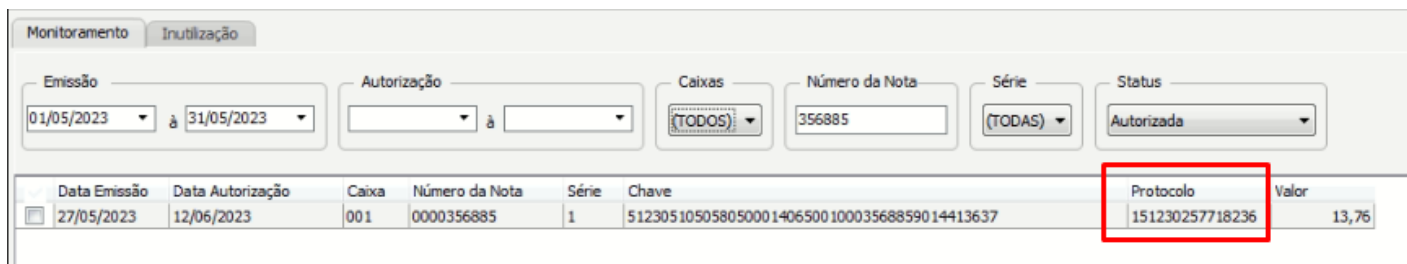 Monitoramento Inutilização
Emissão Autorização Caixas Número da Nota Série Status
01/05/2023 à 31/05/2023 à (TODOS) 356885 (TODAS) Autorizada
Data Emissão Data Autorização Caixa Número da Nota Série Chave Protocolo Valor
27/05/2023 12/06/2023 001 0000356885 1 51230510505805000140650010003568859014413637 151230257718236 13,76